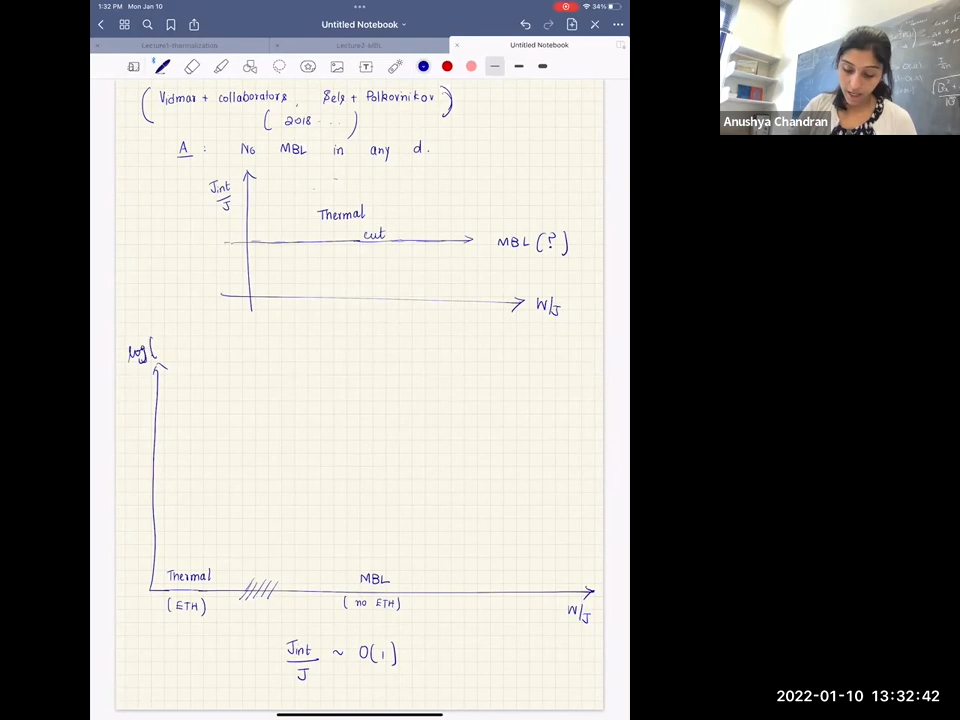 1:32 PM Mon Jan 10
34%
Untitled Notebook
Lecture1-thermalization
Lecture2-MBL
Untitled Notebook
(Vidmar + collaborators, Sels + Polkovnikov)
(2018 ...)
A : No MBL in any d.
Jint/J
Thermal
cut
MBL (?)
W/J
log L
Thermal
MBL
(ETH)
(no ETH)
W/J
Jint/J ~ O(1)
Anushya Chandran
2022-01-10 13:32:42